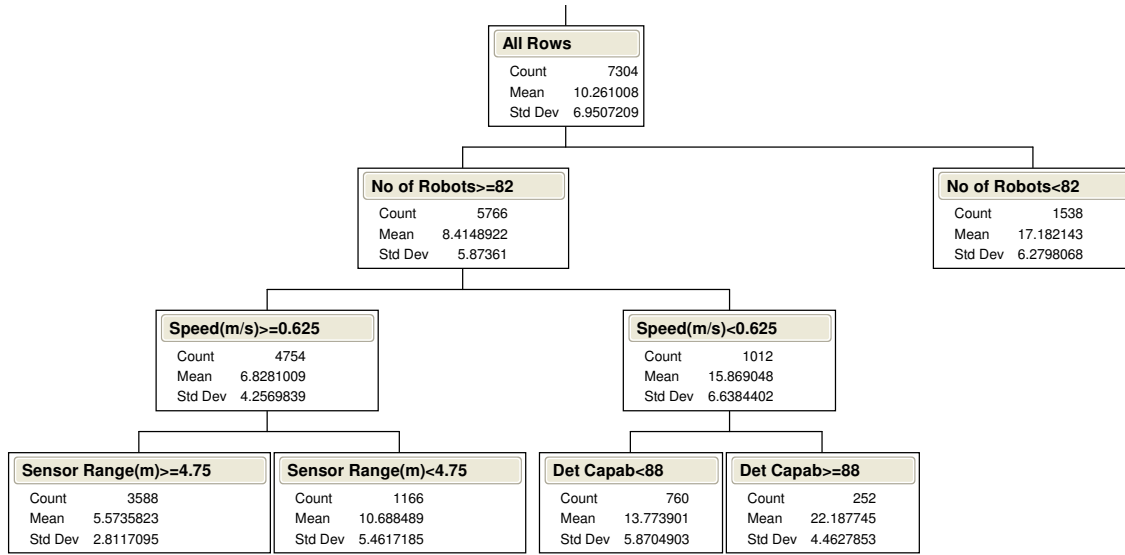 All Rows
Count 7304
Mean 10.261008
Std Dev 6.9507209
No of Robots>=82
Count 5766
Mean 8.4148922
Std Dev 5.87361
No of Robots<82
Count 1538
Mean 17.182143
Std Dev 6.2798068
Speed(m/s)>=0.625
Count 4754
Mean 6.8281009
Std Dev 4.2569839
Speed(m/s)<0.625
Count 1012
Mean 15.869048
Std Dev 6.6384402
Sensor Range(m)>=4.75
Count 3588
Mean 5.5735823
Std Dev 2.8117095
Sensor Range(m)<4.75
Count 1166
Mean 10.688489
Std Dev 5.4617185
Det Capab<88
Count 760
Mean 13.773901
Std Dev 5.8704903
Det Capab>=88
Count 252
Mean 22.187745
Std Dev 4.4627853